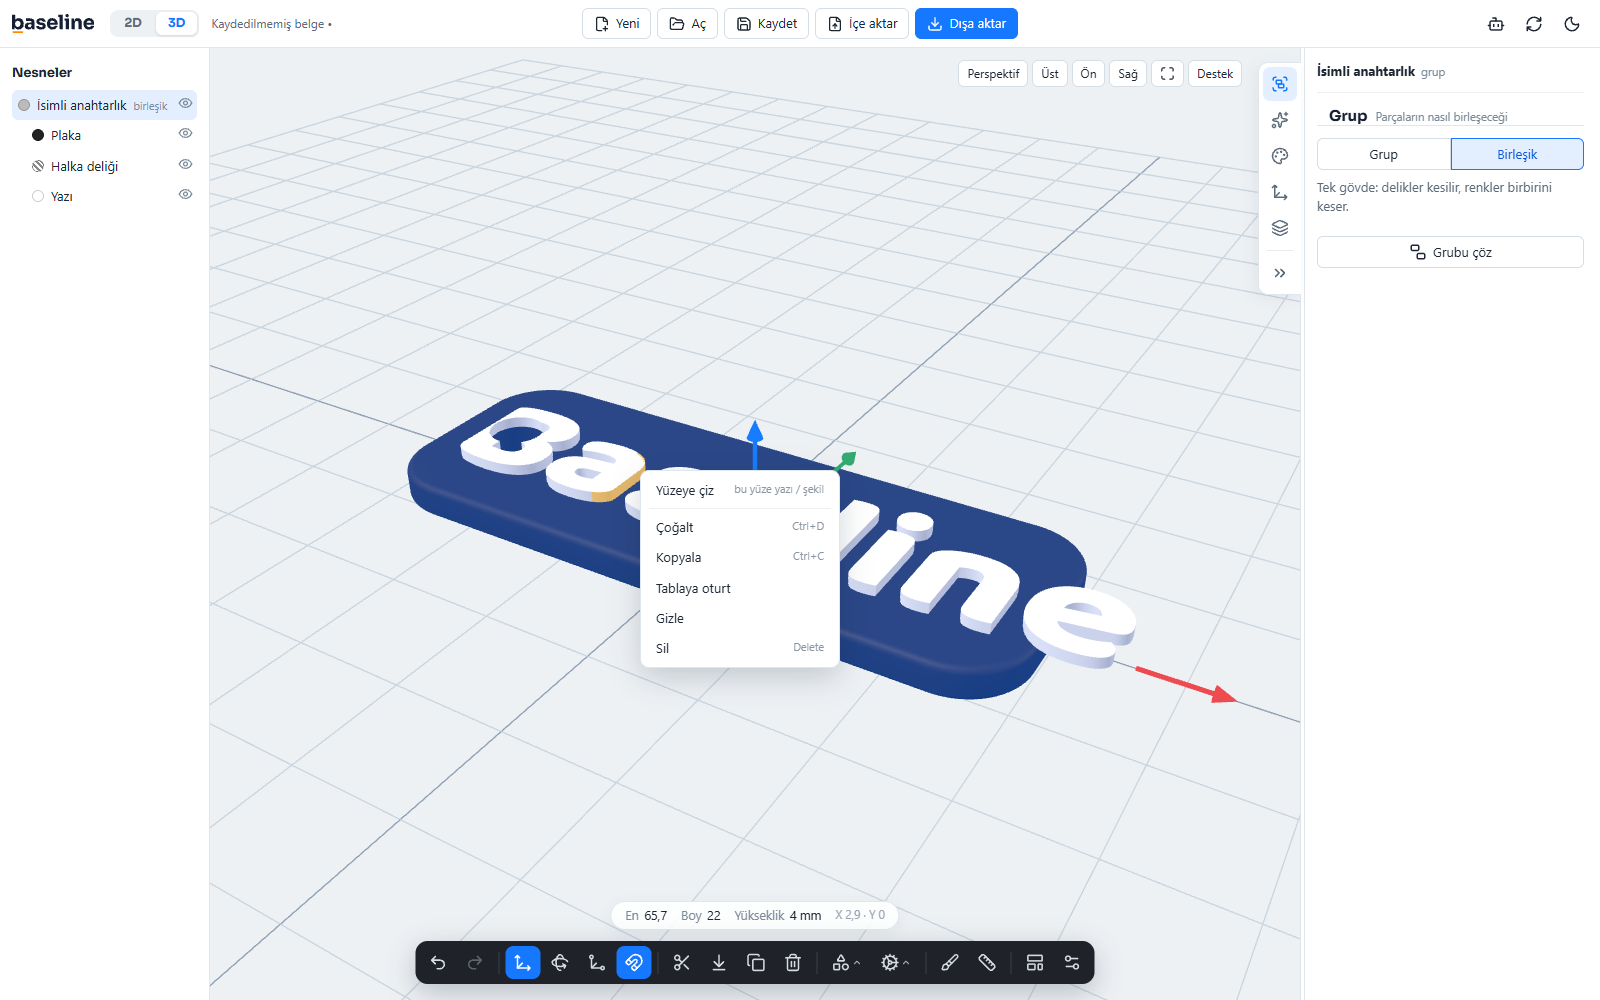 baseline
2D
3D
Kaydedilmemiş belge •
Yeni
Aç
Kaydet
İçe aktar
Dışa aktar
Nesneler
İsimli anahtarlık birleşik
Plaka
Halka deliği
Yazı
Perspektif
Üst
Ön
Sağ
Destek
İsimli anahtarlık grup
Grup Parçaların nasıl birleşeceği
Grup
Birleşik
Tek gövde: delikler kesilir, renkler birbirini
keser.
Grubu çöz
Yüzeye çiz bu yüze yazı / şekil
Çoğalt Ctrl+D
Kopyala Ctrl+C
Tablaya oturt
Gizle
Sil Delete
En 65,7 Boy 22 Yükseklik 4 mm X 2,9 · Y 0